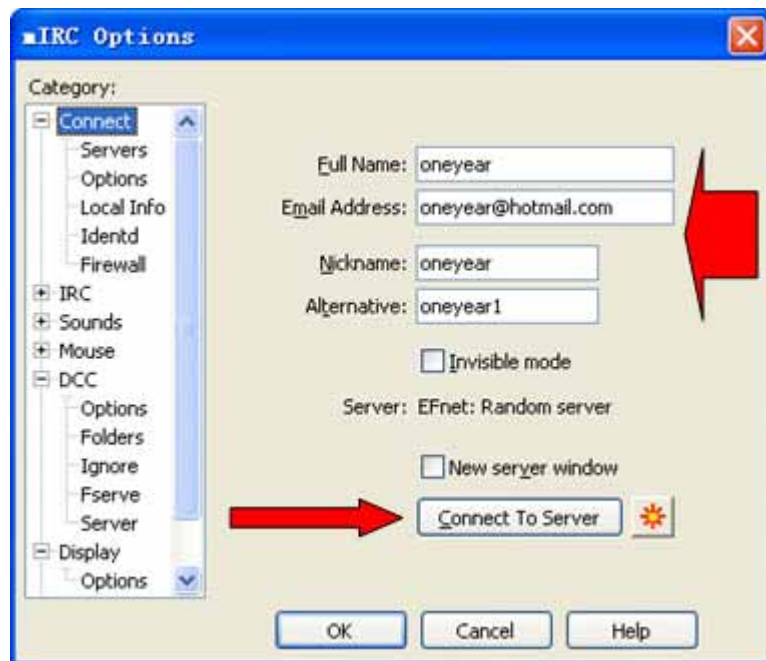 mIRC Options
Category:
Connect
Servers
Options
Local Info
Identd
Firewall
IRC
Sounds
Mouse
DCC
Options
Folders
Ignore
Fserve
Server
Display
Options
Full Name: oneyear
Email Address: oneyear@hotmail.com
Nickname: oneyear
Alternative: oneyear1
Invisible mode
Server: EFnet: Random server
New server window
Connect To Server
OK Cancel Help